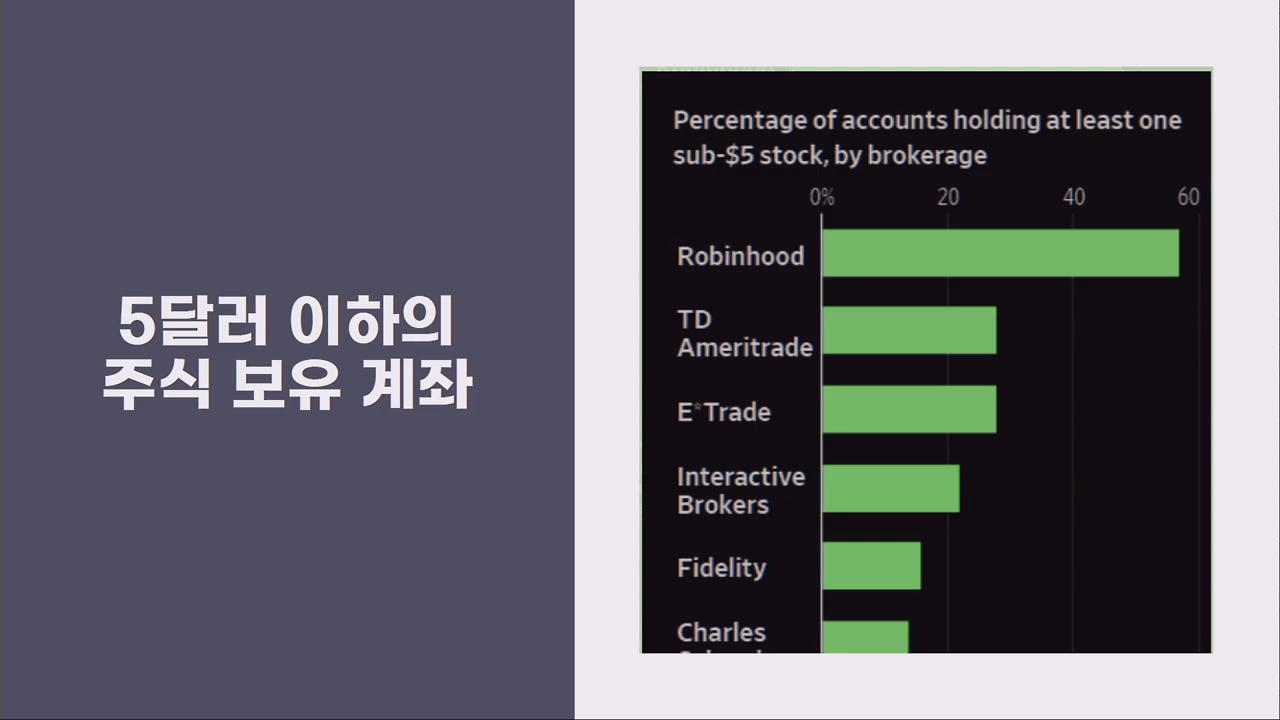 5달러 이하의
주식 보유 계좌
Percentage of accounts holding at least one
sub-$5 stock, by brokerage
0% 20 40 60
Robinhood
TD
Ameritrade
E*Trade
Interactive
Brokers
Fidelity
Charles